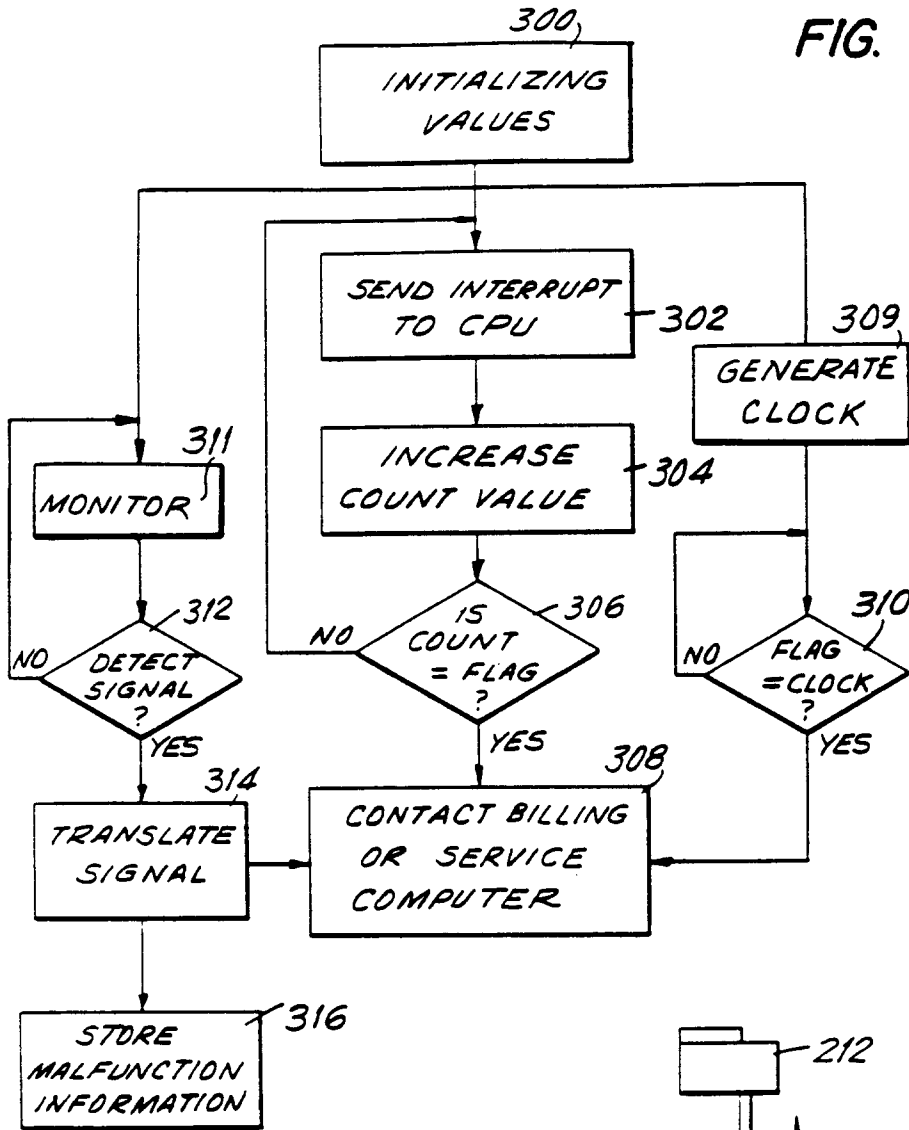 300
FIG.
INITIALIZING
VALUES
SEND INTERRUPT
TO CPU
302
309
GENERATE
CLOCK
311
MONITOR
INCREASE
COUNT VALUE
304
312
DETECT
SIGNAL
?
NO
YES
IS
COUNT
= FLAG
?
306
NO
YES
310
FLAG
=CLOCK
?
NO
YES
314
TRANSLATE
SIGNAL
308
CONTACT BILLING
OR SERVICE
COMPUTER
STORE
MALFUNCTION
INFORMATION
316
212